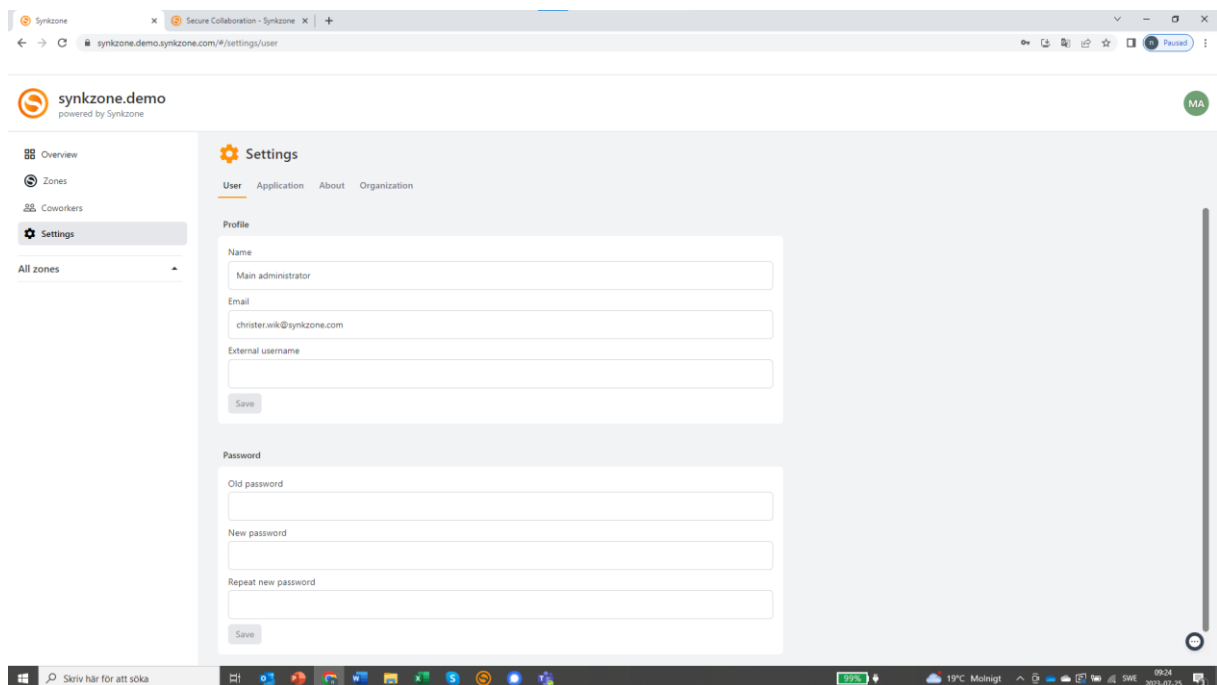 Synkzone
Secure Collaboration - Synkzone
synkzone.demo.synkzone.com/#/settings/user
n Paused
synkzone.demo
powered by Synkzone
MA
Overview
Zones
Coworkers
Settings
All zones
Settings
User Application About Organization
Profile
Name
Main administrator
Email
christer.wik@synkzone.com
External username
Save
Password
Old password
New password
Repeat new password
Save
Skriv här för att söka
99%
19°C Molnigt
SWE
09:24
2023-07-25